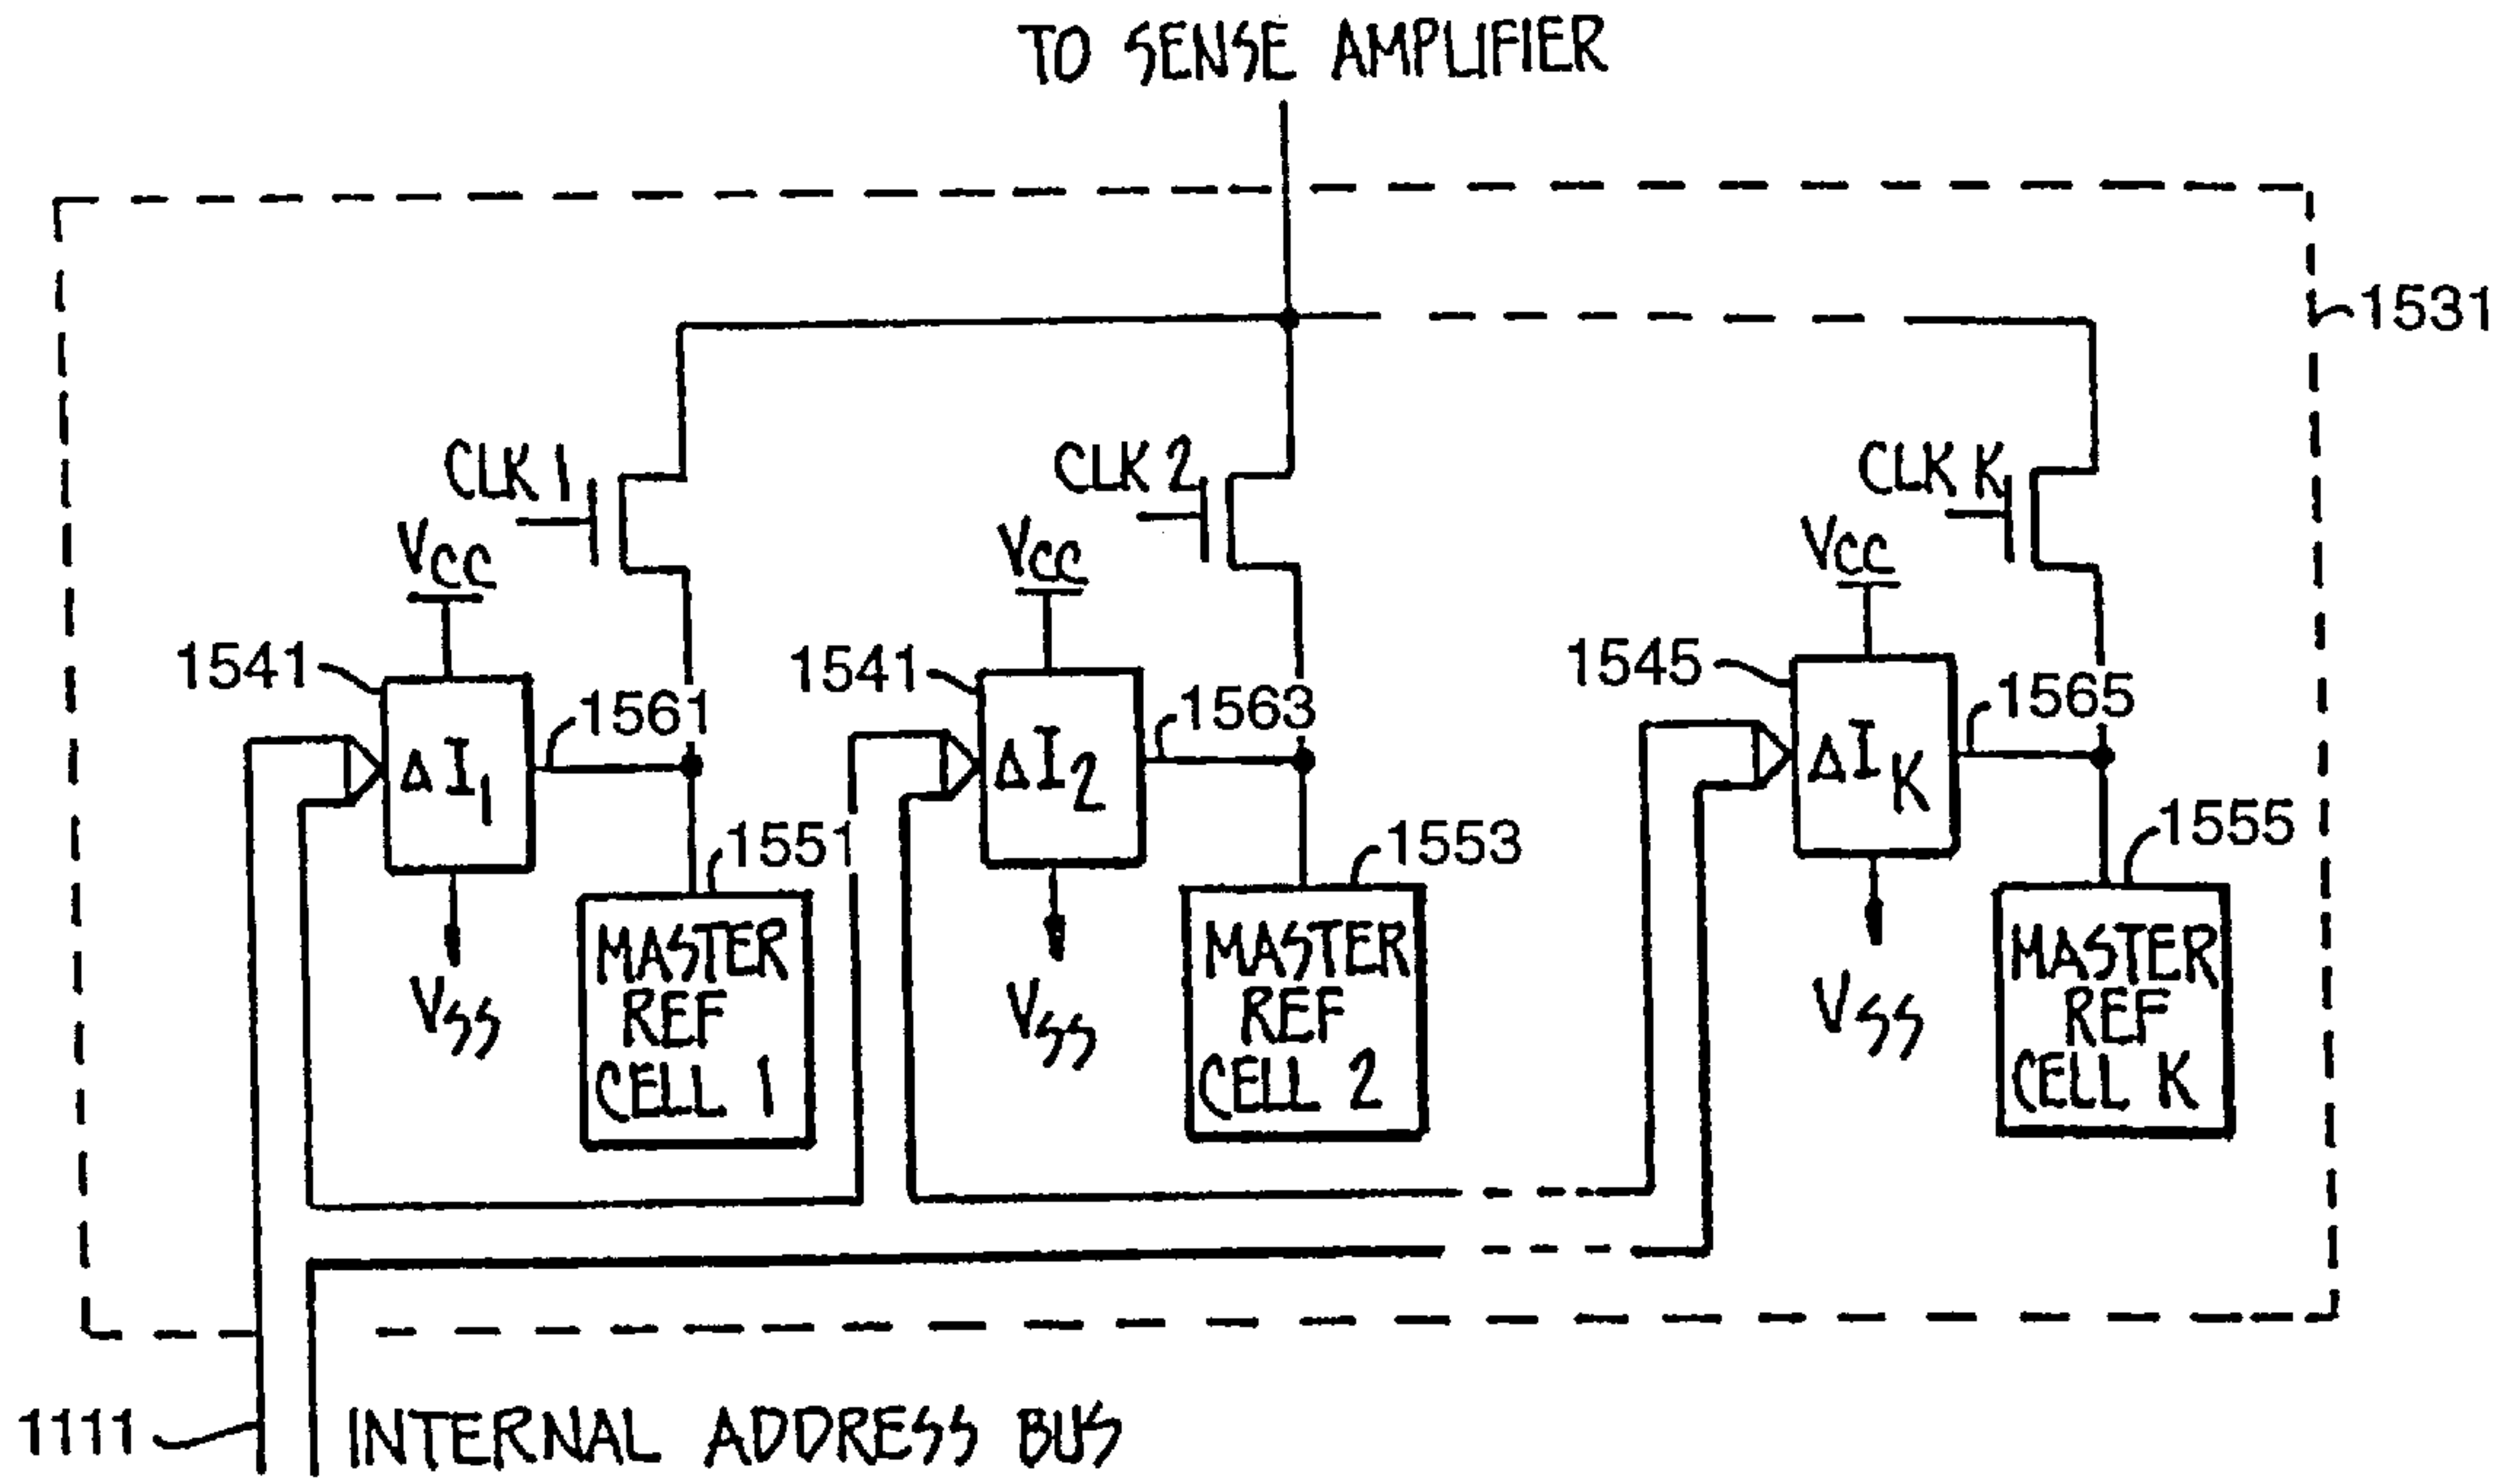 TO SENSE AMPLIFIER
1531
CLK 1
CLK 2
CLK K
VCC
VCC
VCC
1541
1561
1541
1563
1545
1565
ΔI1
ΔI2
ΔIK
1551
1553
1555
VSS
VSS
VSS
MASTER
REF
CELL 1
MASTER
REF
CELL 2
MASTER
REF
CELL K
1111
INTERNAL ADDRESS BUS